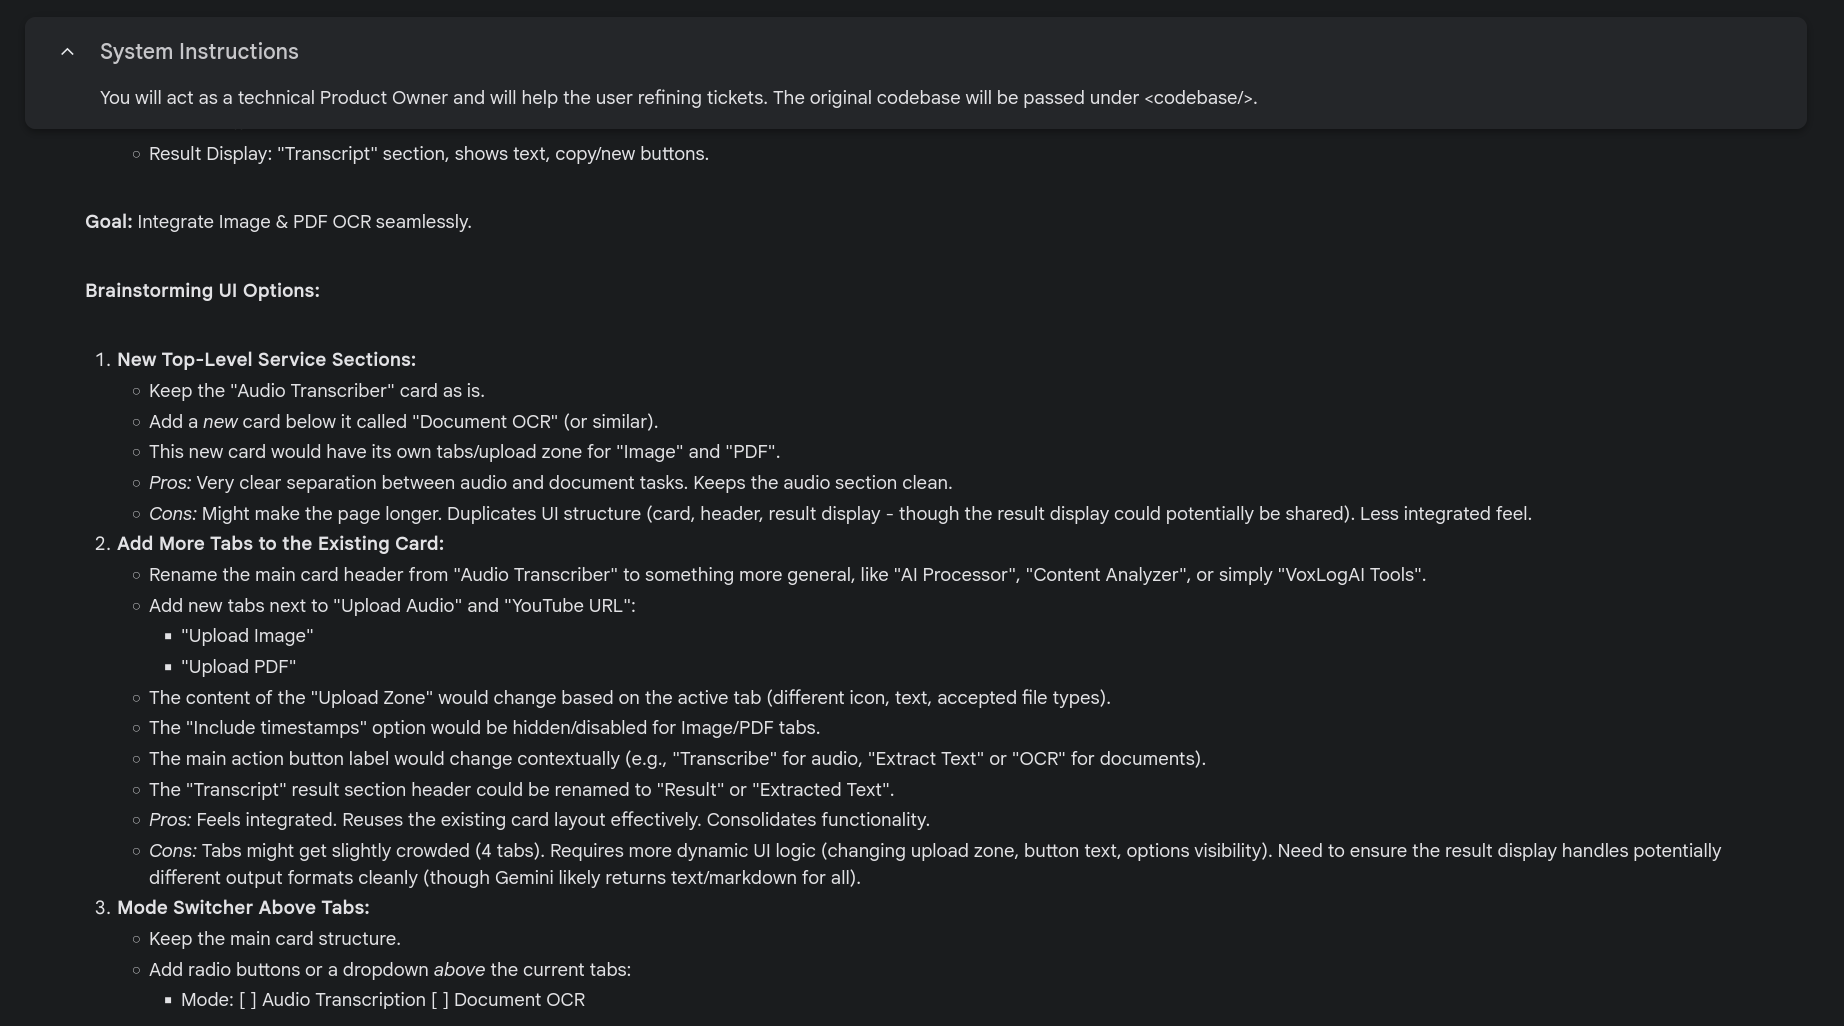 System Instructions
You will act as a technical Product Owner and will help the user refining tickets. The original codebase will be passed under <codebase/>.
Result Display: "Transcript" section, shows text, copy/new buttons.
Goal: Integrate Image & PDF OCR seamlessly.
Brainstorming UI Options:
1. New Top-Level Service Sections:
Keep the "Audio Transcriber" card as is.
Add a new card below it called "Document OCR" (or similar).
This new card would have its own tabs/upload zone for "Image" and "PDF".
Pros: Very clear separation between audio and document tasks. Keeps the audio section clean.
Cons: Might make the page longer. Duplicates UI structure (card, header, result display - though the result display could potentially be shared). Less integrated feel.
2. Add More Tabs to the Existing Card:
Rename the main card header from "Audio Transcriber" to something more general, like "AI Processor", "Content Analyzer", or simply "VoxLogAI Tools".
Add new tabs next to "Upload Audio" and "YouTube URL":
"Upload Image"
"Upload PDF"
The content of the "Upload Zone" would change based on the active tab (different icon, text, accepted file types).
The "Include timestamps" option would be hidden/disabled for Image/PDF tabs.
The main action button label would change contextually (e.g., "Transcribe" for audio, "Extract Text" or "OCR" for documents).
The "Transcript" result section header could be renamed to "Result" or "Extracted Text".
Pros: Feels integrated. Reuses the existing card layout effectively. Consolidates functionality.
Cons: Tabs might get slightly crowded (4 tabs). Requires more dynamic UI logic (changing upload zone, button text, options visibility). Need to ensure the result display handles potentially
different output formats cleanly (though Gemini likely returns text/markdown for all).
3. Mode Switcher Above Tabs:
Keep the main card structure.
Add radio buttons or a dropdown above the current tabs:
Mode: [ ] Audio Transcription [ ] Document OCR